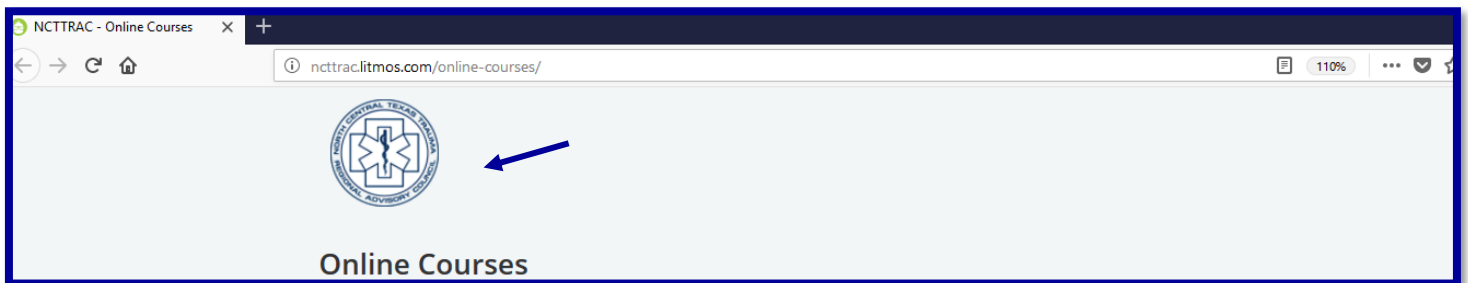 NCTTRAC - Online Courses
ncttrac.litmos.com/online-courses/
110%
NORTH CENTRAL TEXAS TRAUMA
REGIONAL ADVISORY COUNCIL
Online Courses